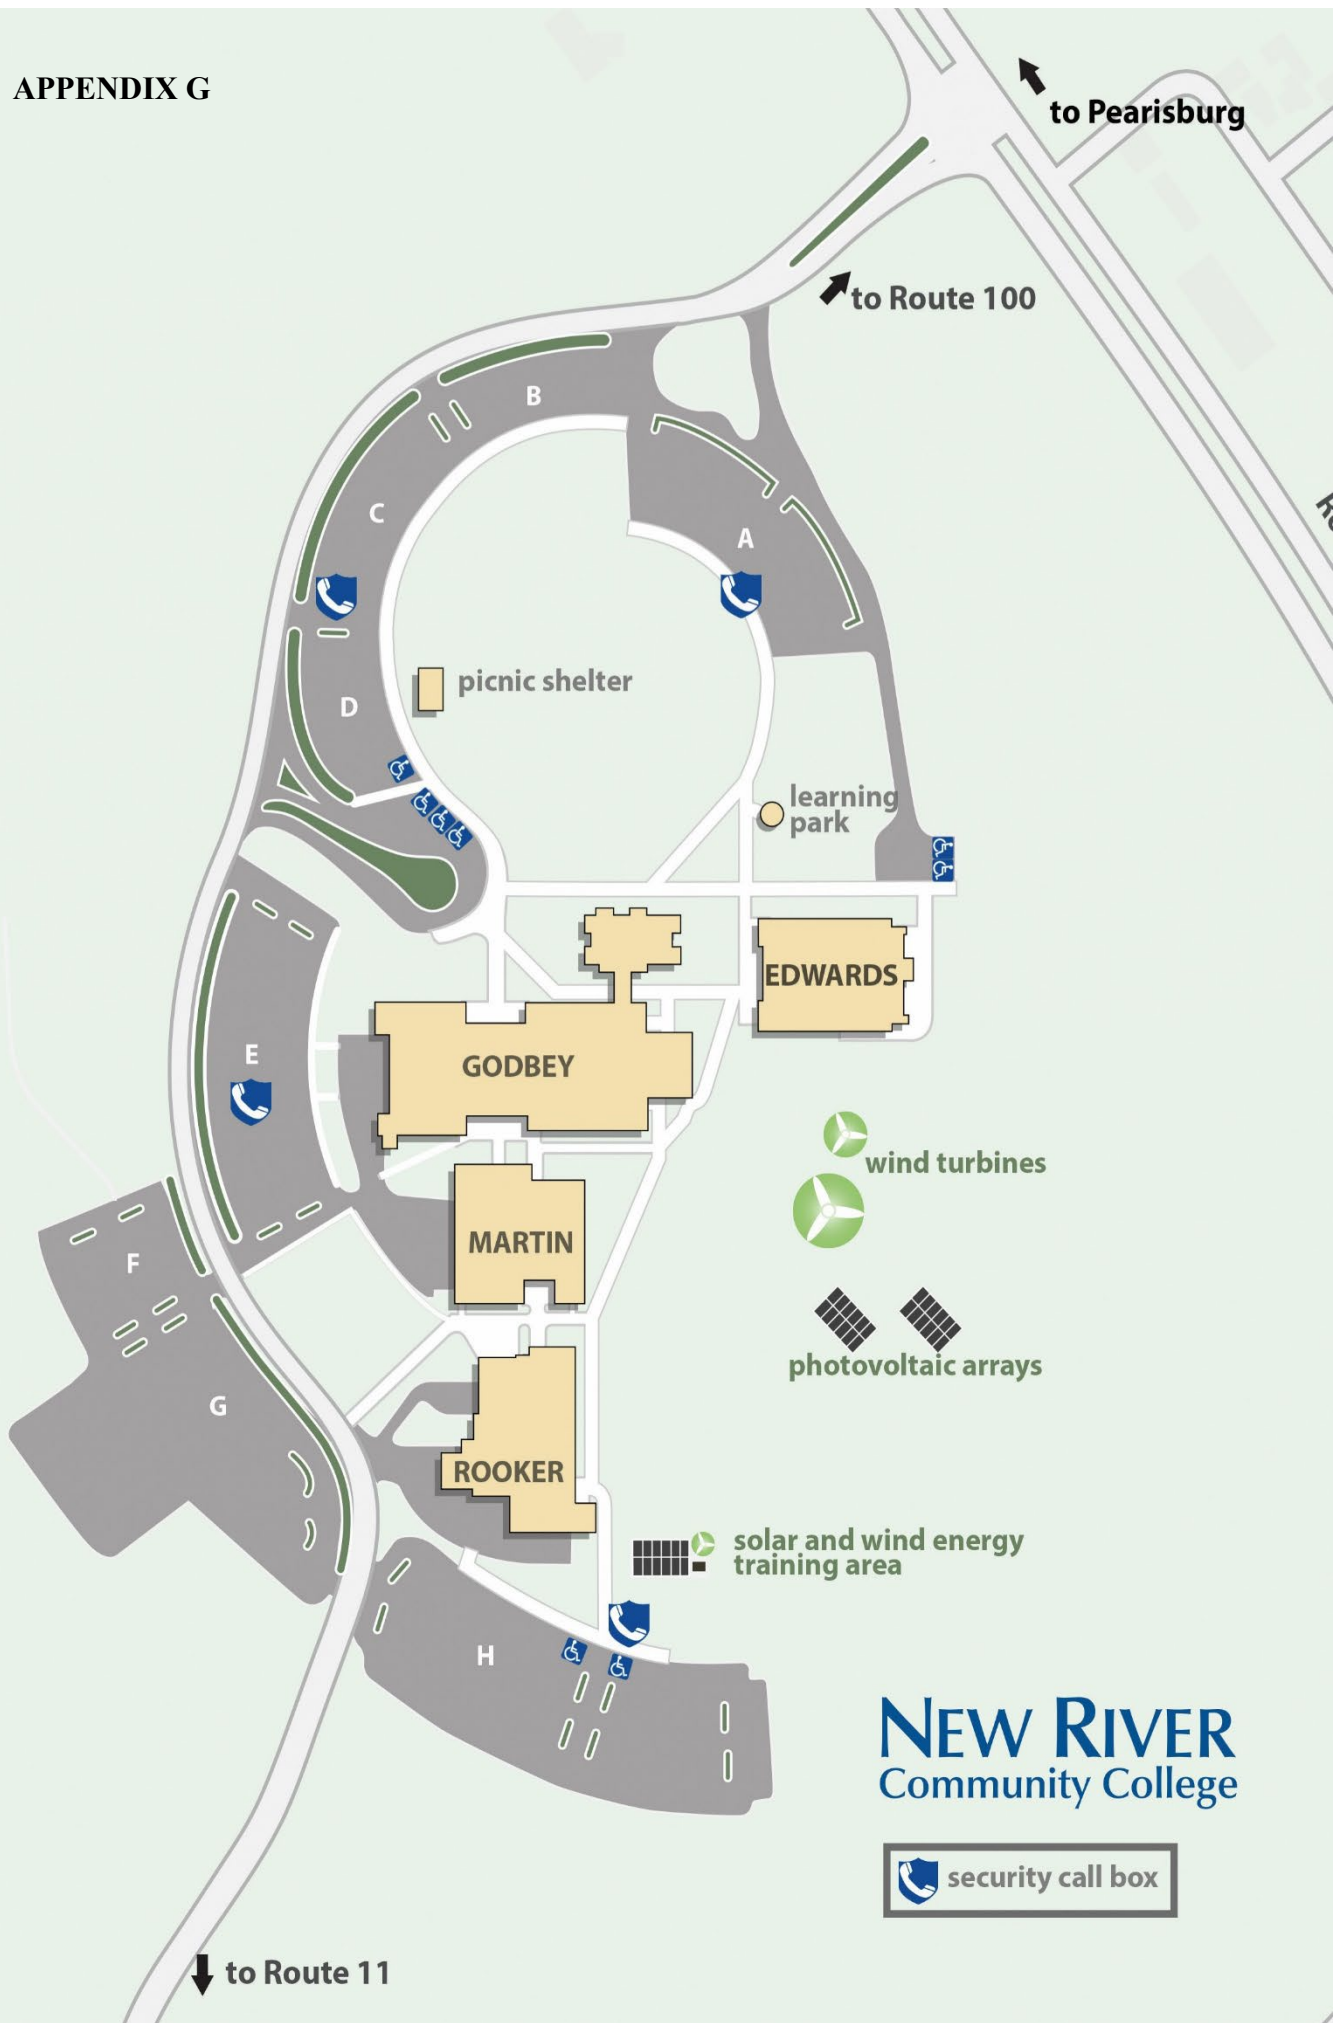 APPENDIX G
to Pearisburg
to Route 100
B
C
A
picnic shelter
D
learning
park
EDWARDS
E
GODBEY
wind turbines
MARTIN
F
photovoltaic arrays
G
ROOKER
solar and wind energy
training area
H
NEW RIVER
Community College
security call box
to Route 11